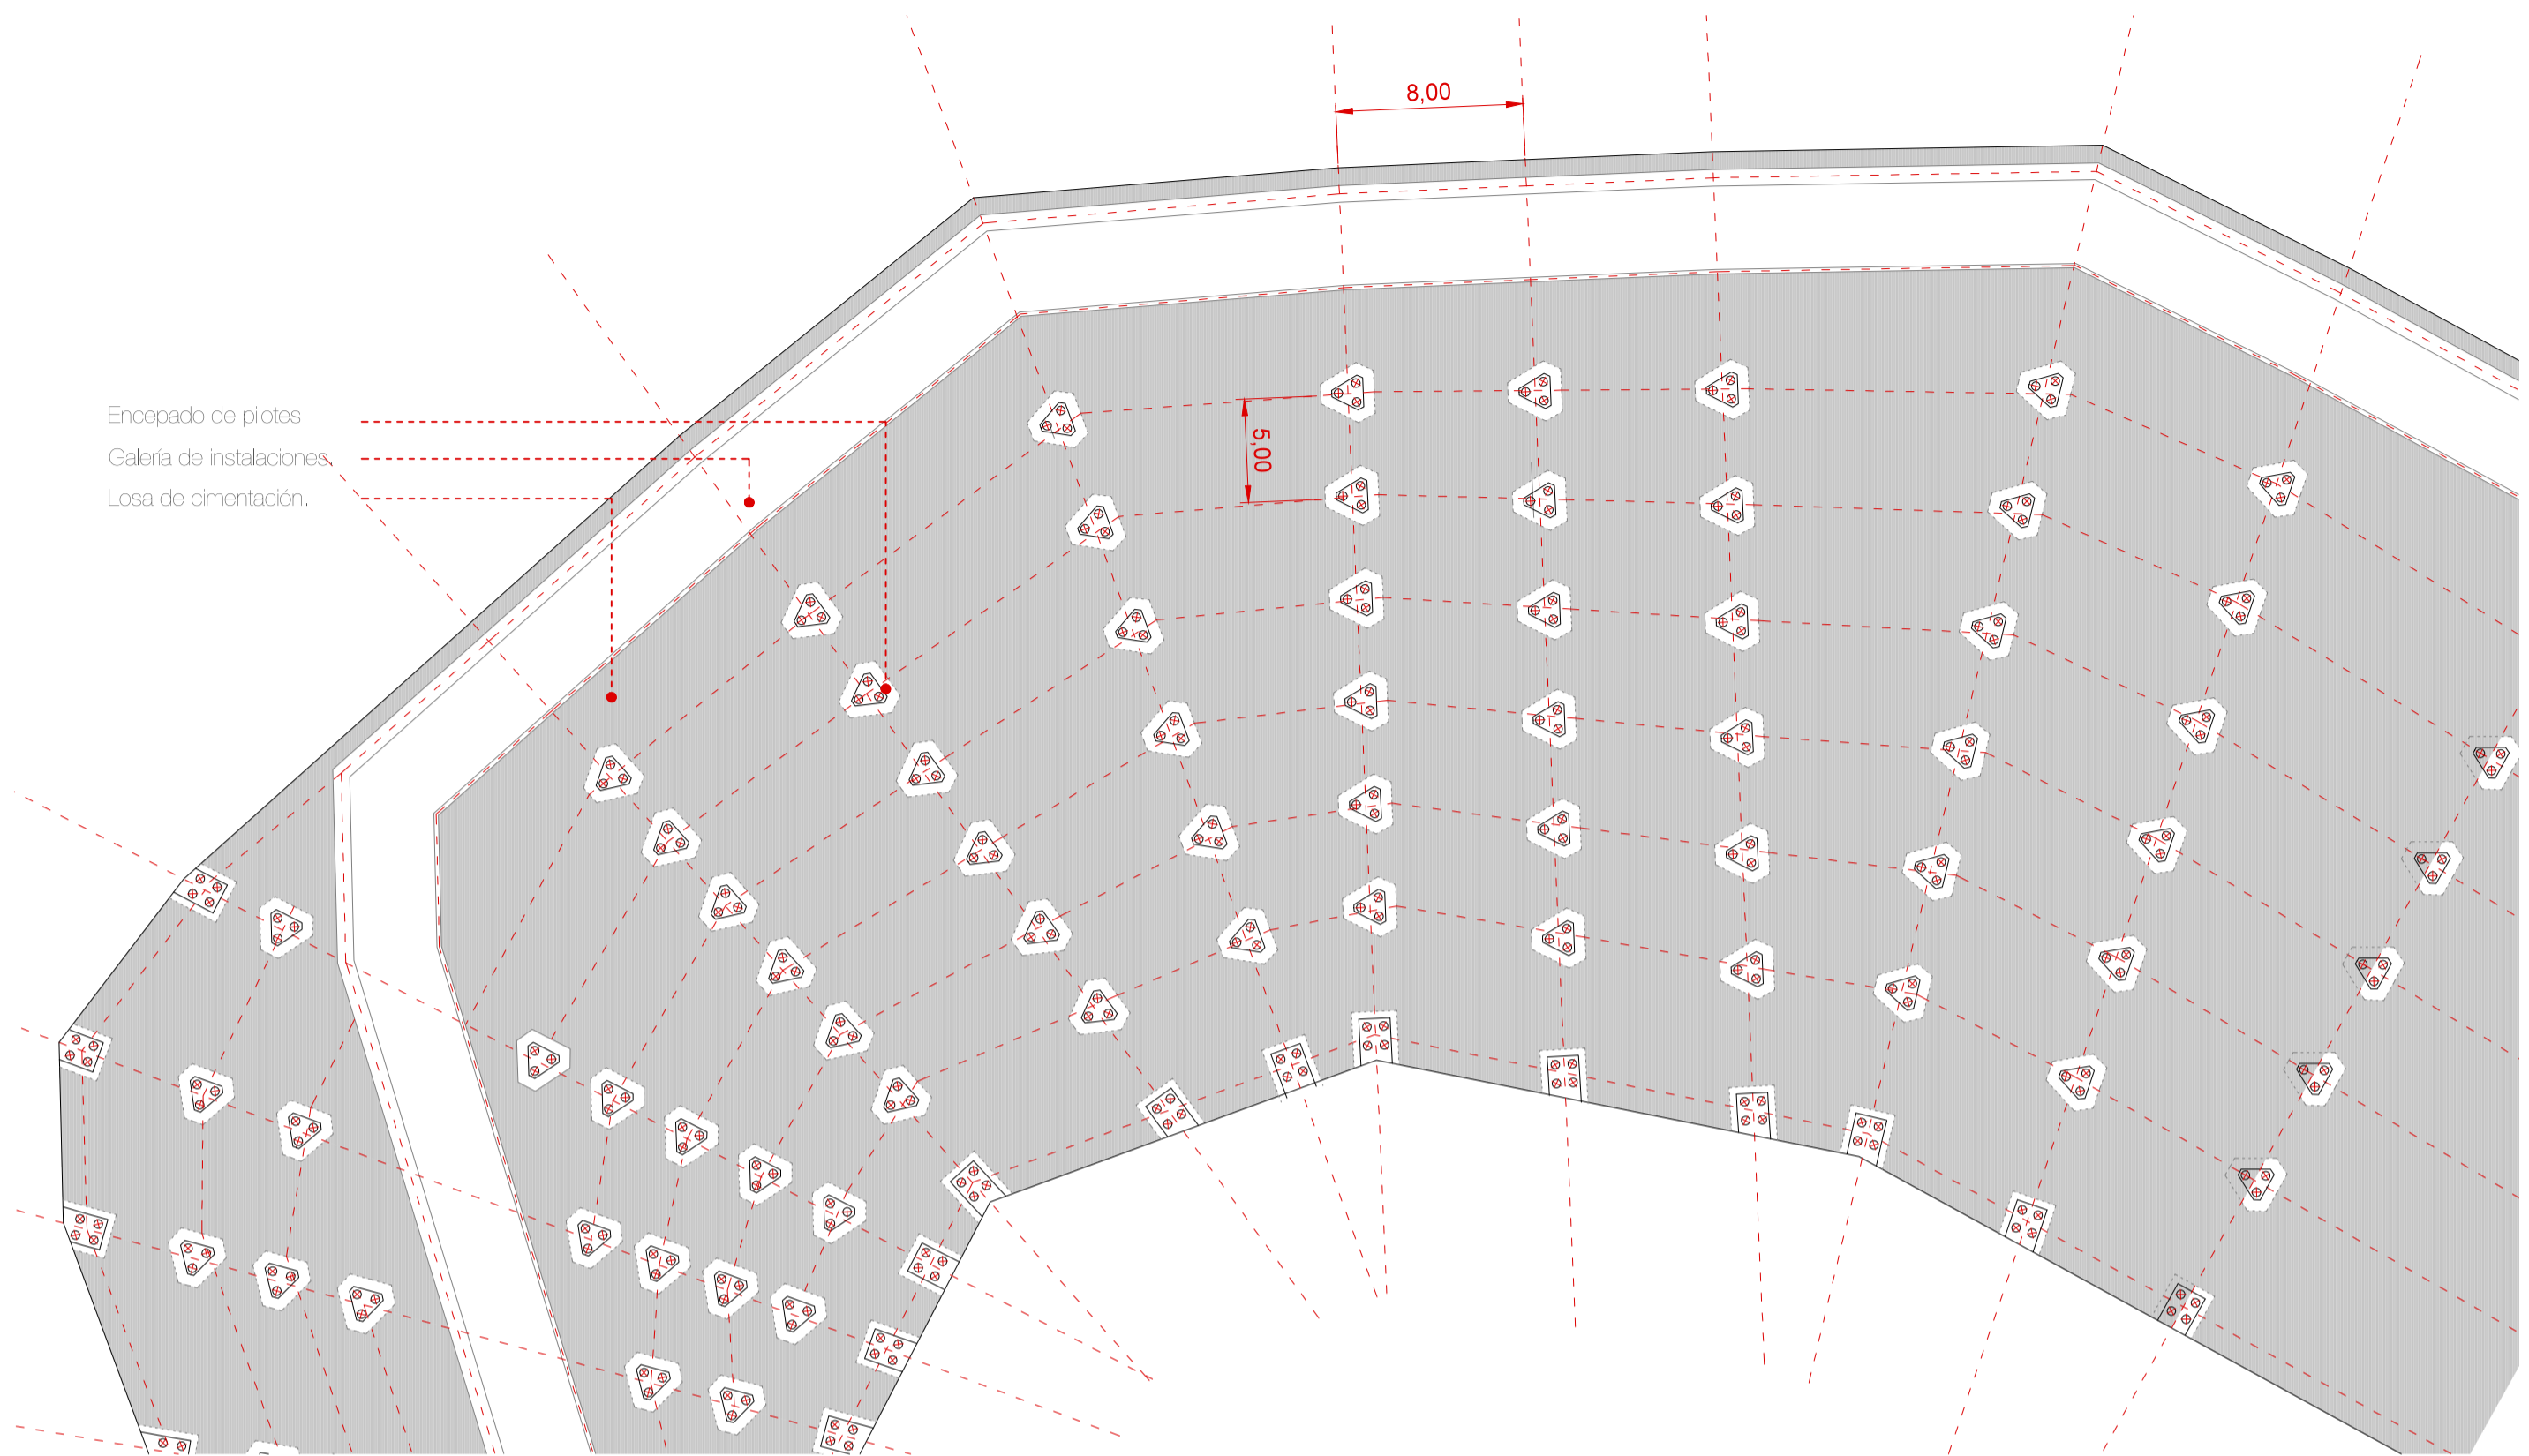 8,00
5,00
Encepado de pilotes.
Galería de instalaciones.
Losa de cimentación.